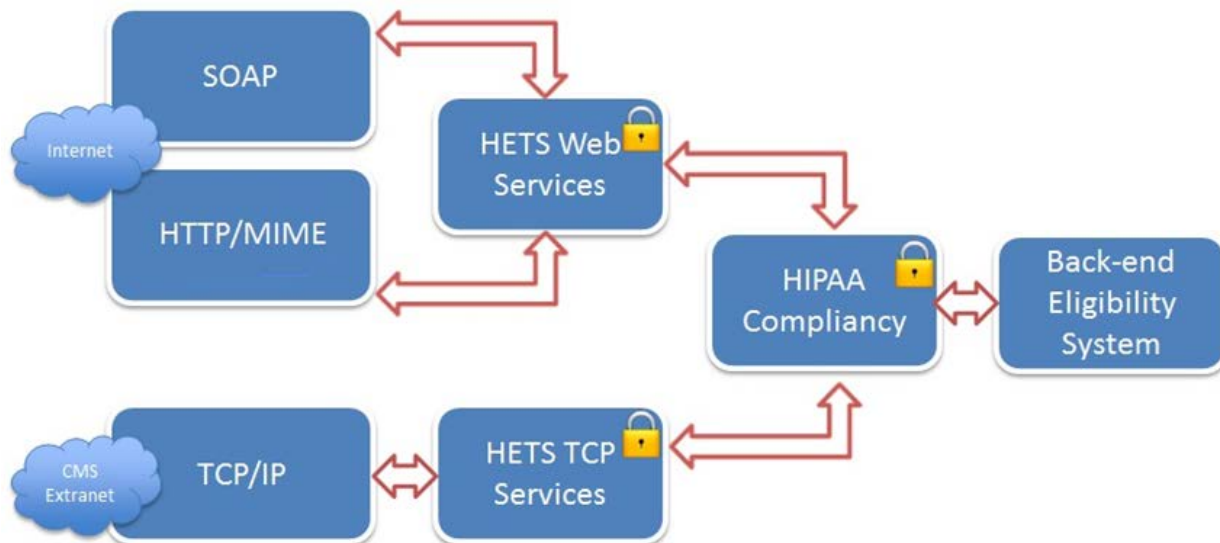 SOAP
Internet
HTTP/MIME
HETS Web
Services
HIPAA
Compliancy
Back-end
Eligibility
System
CMS
Extranet
TCP/IP
HETS TCP
Services